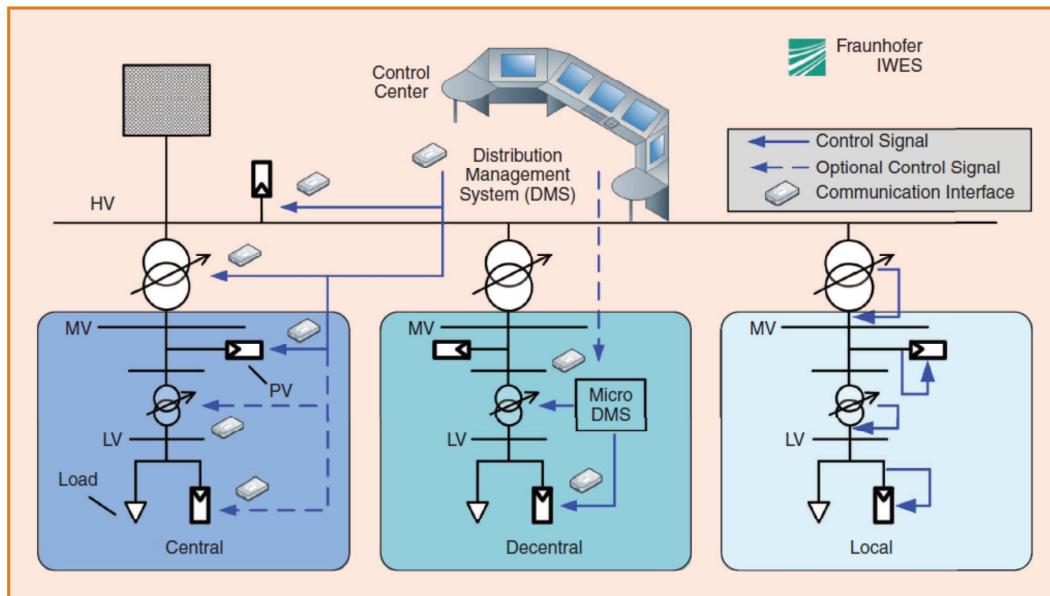 Fraunhofer
IWES
Control
Center
Control Signal
Optional Control Signal
Communication Interface
Distribution
Management
System (DMS)
HV
MV
MV
MV
PV
Micro
DMS
LV
LV
LV
Load
Central
Decentral
Local